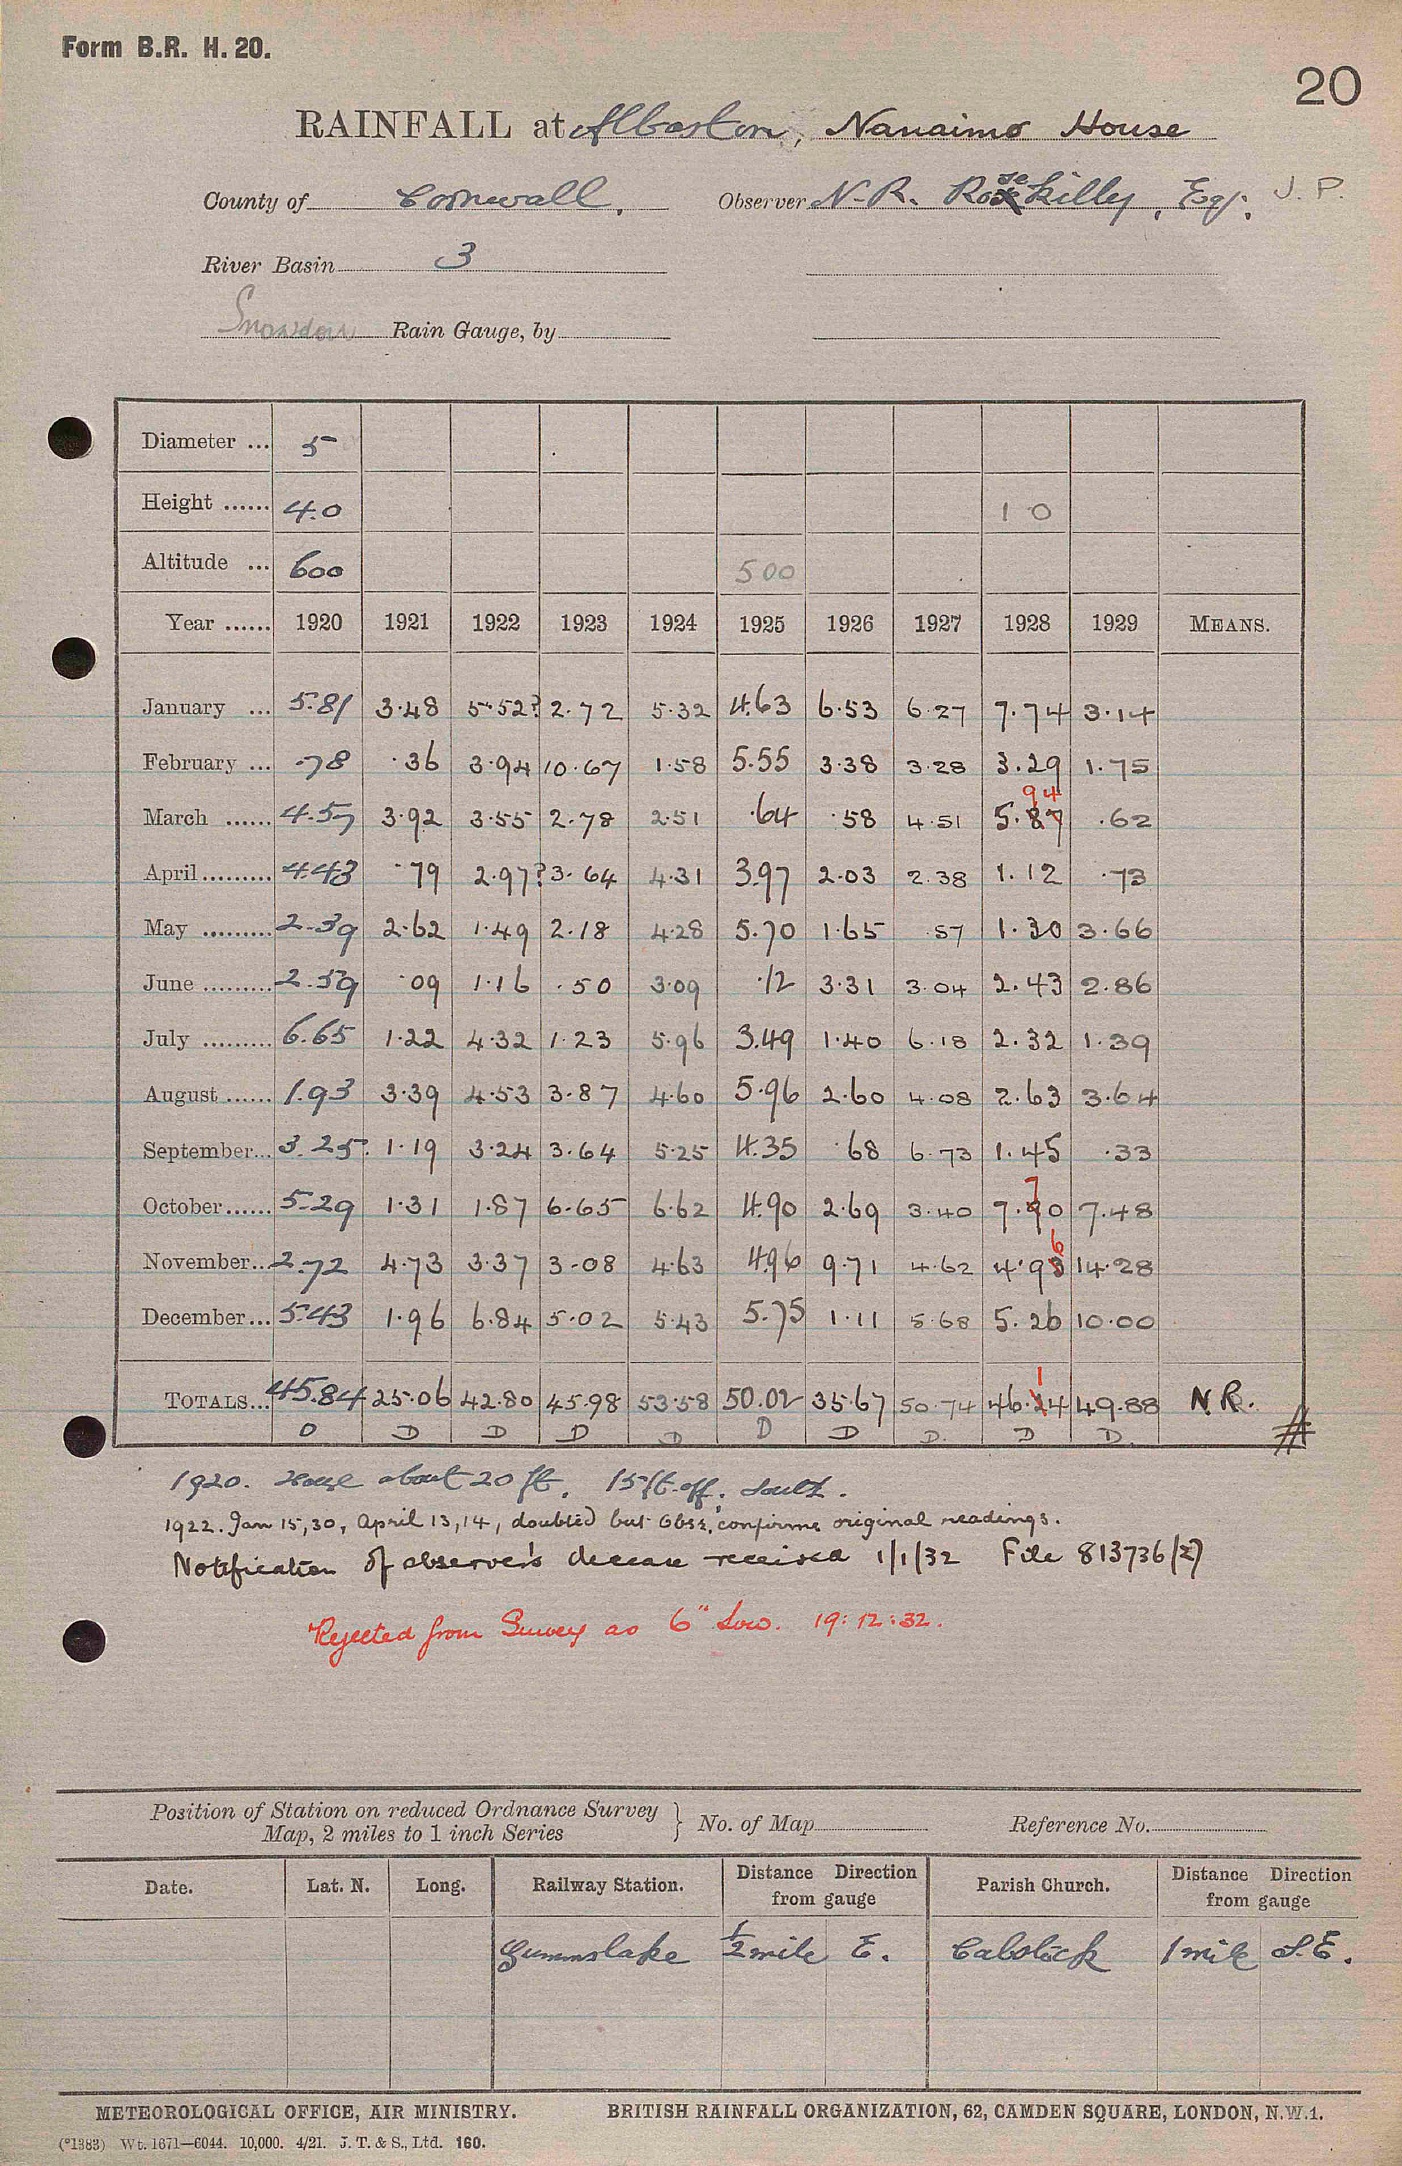 Form B.R. H. 20.
20
RAINFALL at Albaston, Nanaimo House
County of Cornwall. Observer N. R. Rosekilly, Esq., J. P.
River Basin 3
Snowdon Rain Gauge, by
Diameter ... 5
Height ...... 4.0 1 0
Altitude ... 600 500
Year ...... 1920 1921 1922 1923 1924 1925 1926 1927 1928 1929 MEANS.
January ... 5.81 3.48 5.52? 2.72 5.32 4.63 6.53 6.27 7.74 3.14
February ... .78 .36 3.94 10.67 1.58 5.55 3.38 3.28 3.29 1.75
94
March ...... 4.57 3.92 3.55 2.78 2.51 .64 .58 4.51 5.87 .62
April ......... 4.43 .79 2.97? 3.64 4.31 3.97 2.03 2.38 1.12 .73
May ......... 2.39 2.62 1.49 2.18 4.28 5.70 1.65 .57 1.30 3.66
June ......... 2.59 .09 1.16 .50 3.09 .12 3.31 3.04 2.43 2.86
July ......... 6.65 1.22 4.32 1.23 5.96 3.49 1.40 6.18 2.32 1.39
August ...... 1.93 3.39 4.53 3.87 4.60 5.96 2.60 4.08 2.63 3.64
September... 3.25 1.19 3.24 3.64 5.25 4.35 .68 6.73 1.45 .33
7
October...... 5.29 1.31 1.87 6.65 6.62 4.90 2.69 3.40 7.90 7.48
6
November... 2.72 4.73 3.37 3.08 4.63 4.96 9.71 4.62 4.98 14.28
December... 5.43 1.96 6.84 5.02 5.43 5.75 1.11 5.68 5.26 10.00
1
TOTALS... 45.84 25.06 42.80 45.98 53.58 50.02 35.67 50.74 46.24 49.88 N.R.
D D D D D D D D. D D. #
1920. House about 20 ft. 15 ft. off. South.
1922. Jan 15, 30, April 13, 14, doubted but Obsr. confirms original readings.
Notification of observer's decease received 1/1/32 File 813736/27
Rejected from Survey as 6" Low. 19:12:32.
Position of Station on reduced Ordnance Survey
Map, 2 miles to 1 inch Series } No. of Map Reference No.
Date. Lat. N. Long. Railway Station. Distance Direction from gauge Parish Church. Distance Direction from gauge
Gunnislake ½ mile E. Calstock 1 mile S.E.
METEOROLOGICAL OFFICE, AIR MINISTRY. BRITISH RAINFALL ORGANIZATION, 62, CAMDEN SQUARE, LONDON, N.W.1.
(*1383) Wt. 1671—6044. 10,000. 4/21. J. T. & S., Ltd. 160.